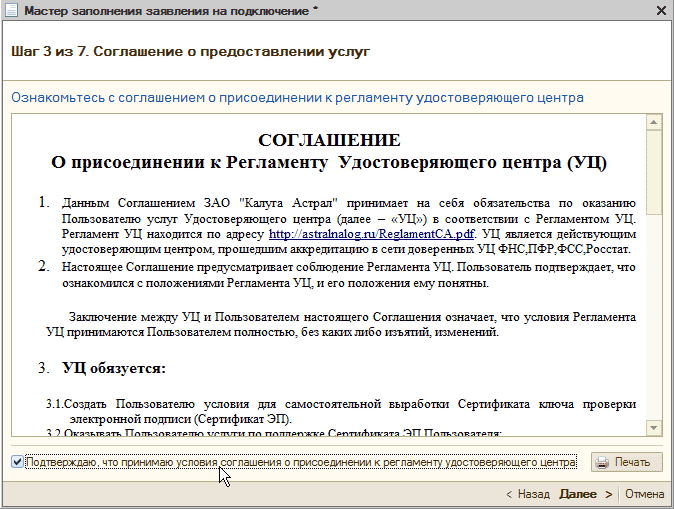 Мастер заполнения заявления на подключение *
Шаг 3 из 7. Соглашение о предоставлении услуг
Ознакомьтесь с соглашением о присоединении к регламенту удостоверяющего центра
СОГЛАШЕНИЕ
О присоединении к Регламенту Удостоверяющего центра (УЦ)
1. Данным Соглашением ЗАО "Калуга Астрал" принимает на себя обязательства по оказанию
Пользователю услуг Удостоверяющего центра (далее – «УЦ») в соответствии с Регламентом УЦ.
Регламент УЦ находится по адресу http://astralnalog.ru/ReglamentCA.pdf. УЦ является действующим
удостоверяющим центром, прошедшим аккредитацию в сети доверенных УЦ ФНС,ПФР,ФСС,Росстат.
2. Настоящее Соглашение предусматривает соблюдение Регламента УЦ. Пользователь подтверждает, что
ознакомился с положениями Регламента УЦ, и его положения ему понятны.
Заключение между УЦ и Пользователем настоящего Соглашения означает, что условия Регламента
УЦ принимаются Пользователем полностью, без каких либо изъятий, изменений.
3. УЦ обязуется:
3.1.Создать Пользователю условия для самостоятельной выработки Сертификата ключа проверки
электронной подписи (Сертификат ЭП).
3.2.Оказывать Пользователю услуги по поддержке Сертификата ЭП Пользователя:
Подтверждаю, что принимаю условия соглашения о присоединении к регламенту удостоверяющего центра
Печать
< Назад Далее > Отмена